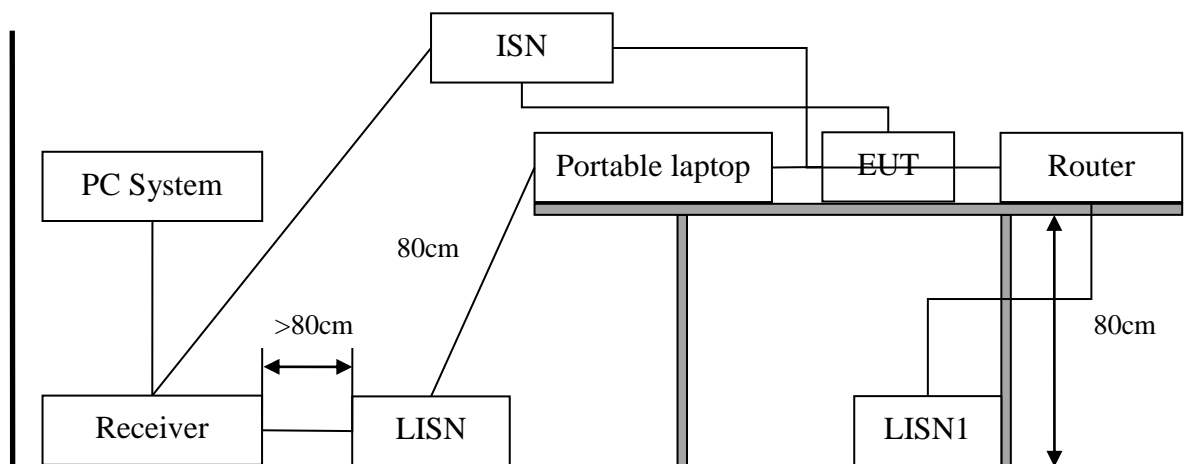 ISN
Portable laptop
EUT
Router
PC System
80cm
>80cm
80cm
Receiver
LISN
LISN1